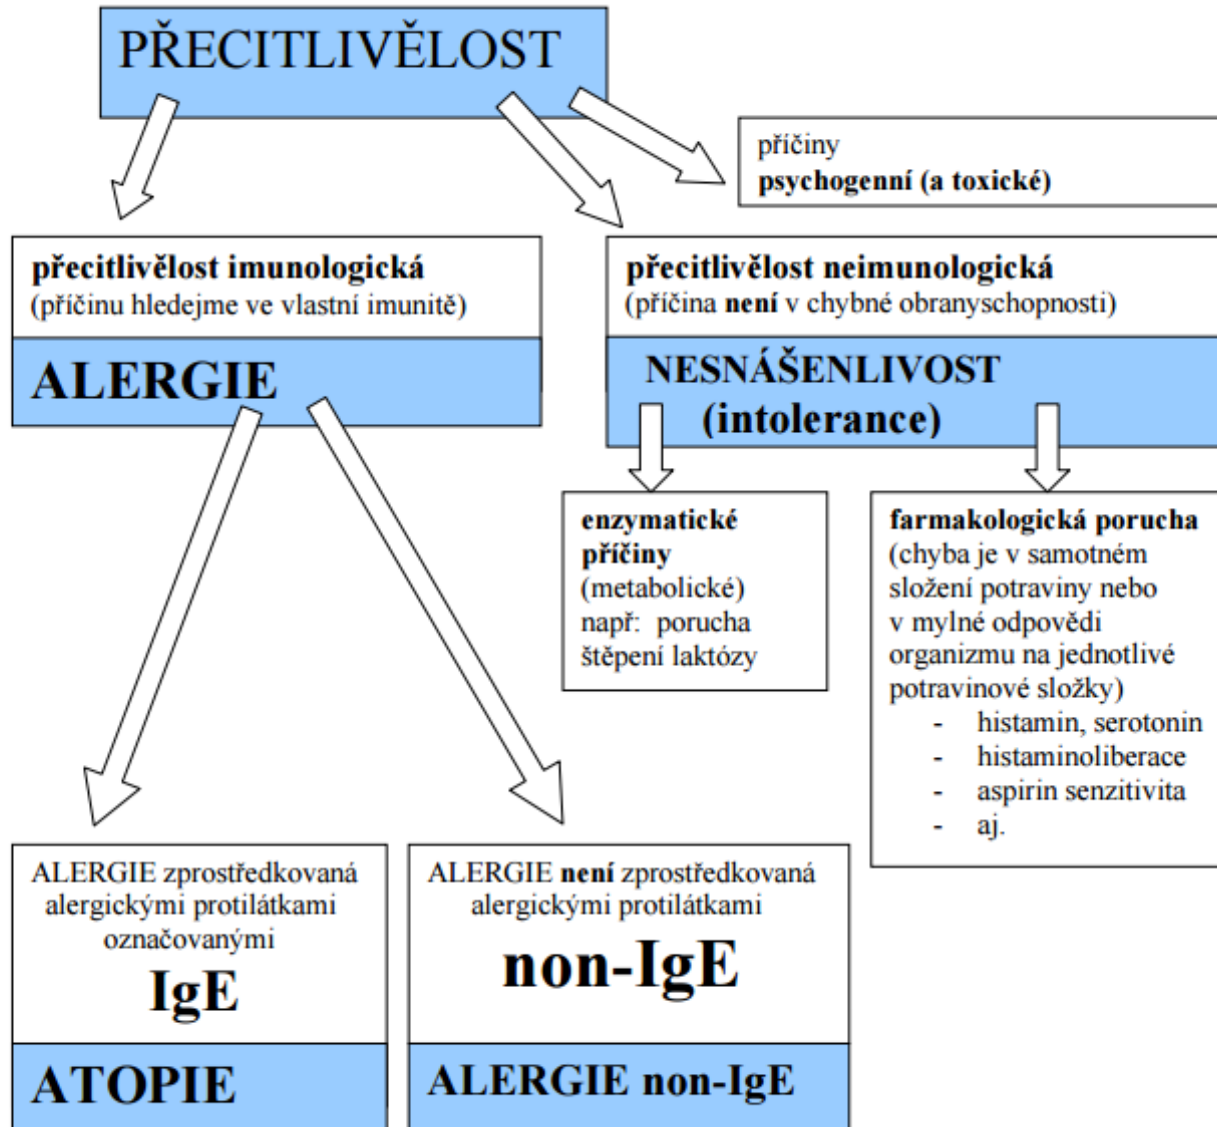 PŘECITLIVĚLOST
příčiny
psychogenní (a toxické)
přecitlivělost imunologická
(příčinu hledejme ve vlastní imunitě)
ALERGIE
přecitlivělost neimunologická
(příčina není v chybné obranyschopnosti)
NESNÁŠENLIVOST
(intolerance)
enzymatické
příčiny
(metabolické)
např: porucha
štěpení laktózy
farmakologická porucha
(chyba je v samotném
složení potraviny nebo
v mylné odpovědi
organizmu na jednotlivé
potravinové složky)
- histamin, serotonin
- histaminoliberace
- aspirin senzitivita
- aj.
ALERGIE zprostředkovaná
alergickými protilátkami
označovanými
IgE
ATOPIE
ALERGIE není zprostředkovaná
alergickými protilátkami
non-IgE
ALERGIE non-IgE